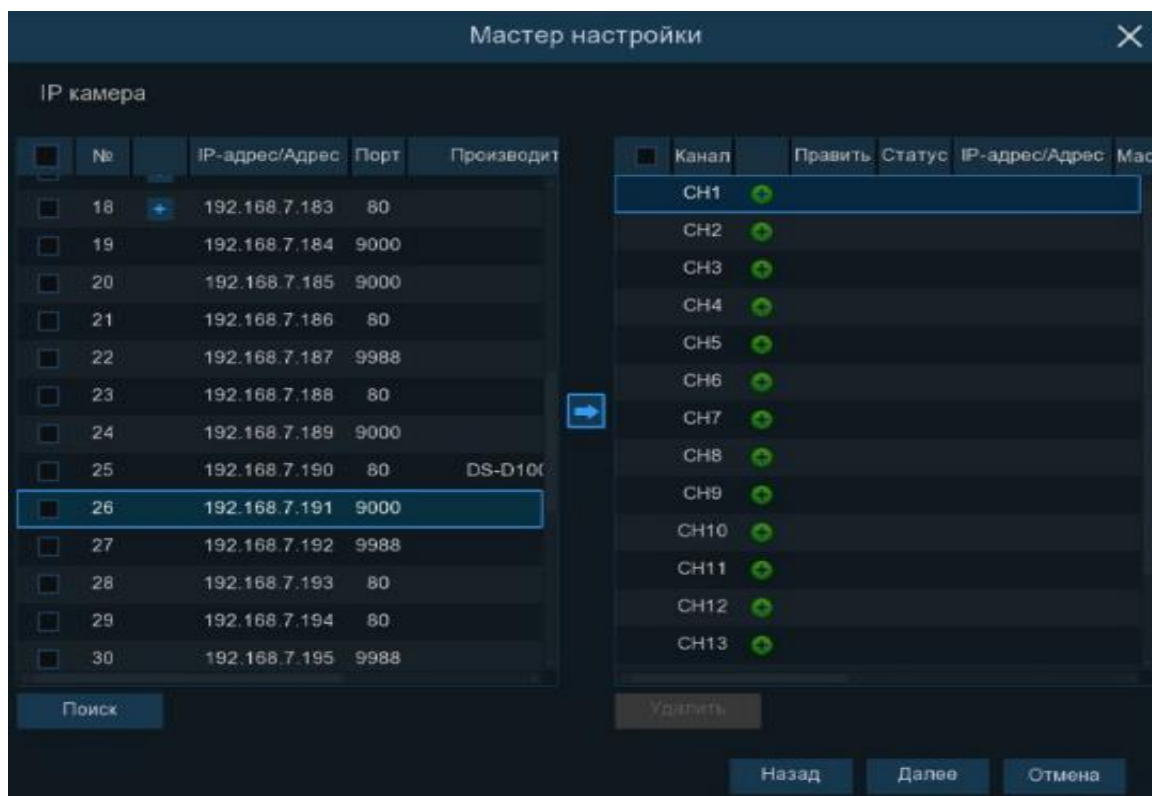 Мастер настройки
IP камера
№ IP-адрес/Адрес Порт Производит
18 192.168.7.183 80
19 192.168.7.184 9000
20 192.168.7.185 9000
21 192.168.7.186 80
22 192.168.7.187 9988
23 192.168.7.188 80
24 192.168.7.189 9000
25 192.168.7.190 80 DS-D100
26 192.168.7.191 9000
27 192.168.7.192 9988
28 192.168.7.193 80
29 192.168.7.194 80
30 192.168.7.195 9988
Поиск
Канал Править Статус IP-адрес/Адрес Мас
CH1
CH2
CH3
CH4
CH5
CH6
CH7
CH8
CH9
CH10
CH11
CH12
CH13
Удалить
Назад Далее Отмена